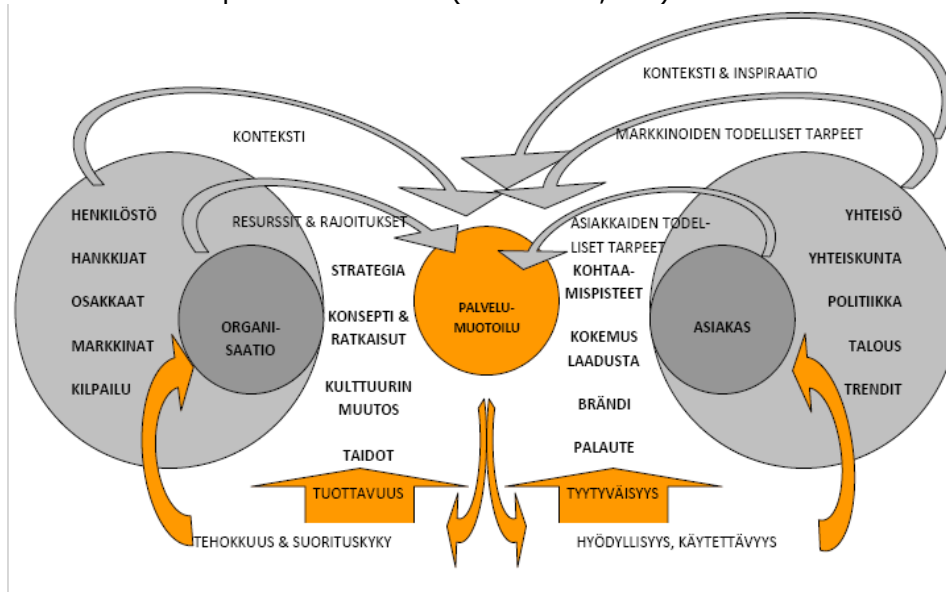 KONTEKSTI & INSPIRAATIO
KONTEKSTI
MARKKINOIDEN TODELLISET TARPEET
HENKILÖSTÖ
HANKKIJAT
OSAKKAAT
MARKKINAT
KILPAILU
ORGANI-
SAATIO
RESURSSIT & RAJOITUKSET
STRATEGIA
KONSEPTI &
RATKAISUT
KULTTUURIN
MUUTOS
TAIDOT
TUOTTAVUUS
TEHOKKUUS & SUORITUSKYKY
PALVELU-
MUOTOILU
ASIAKKAIDEN TODEL-
LISET TARPEET
KOHTAA-
MISPISTEET
KOKEMUS
LAADUSTA
BRÄNDI
PALAUTE
TYYTYVÄISYYS
HYÖDYLLISYYS, KÄYTETTÄVYYS
ASIAKAS
YHTEISÖ
YHTEISKUNTA
POLITIIKKA
TALOUS
TRENDIT